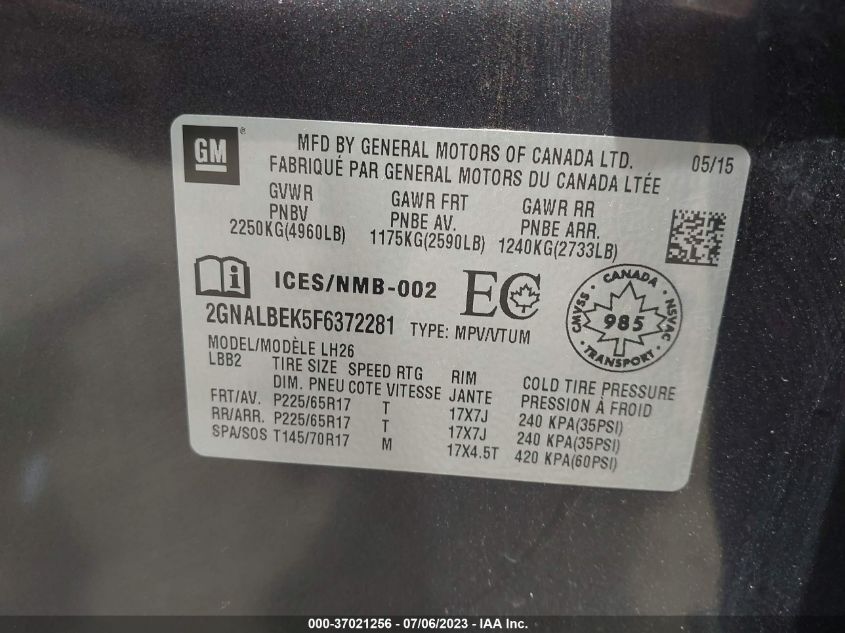 GM
MFD BY GENERAL MOTORS OF CANADA LTD. 05/15
FABRIQUÉ PAR GENERAL MOTORS DU CANADA LTÉE
GVWR GAWR FRT GAWR RR
PNBV PNBE AV. PNBE ARR.
2250KG(4960LB) 1175KG(2590LB) 1240KG(2733LB)
i ICES/NMB-002 EC
CANADA
CMVSS 985 NSVAC
TRANSPORT
2GNALBEK5F6372281 TYPE: MPV/VTUM
MODEL/MODÈLE LH26
LBB2 TIRE SIZE SPEED RTG RIM COLD TIRE PRESSURE
DIM. PNEU COTE VITESSE JANTE PRESSION À FROID
FRT/AV. P225/65R17 T 17X7J 240 KPA(35PSI)
RR/ARR. P225/65R17 T 17X7J 240 KPA(35PSI)
SPA/SOS T145/70R17 M 17X4.5T 420 KPA(60PSI)
000-37021256 - 07/06/2023 - IAA Inc.